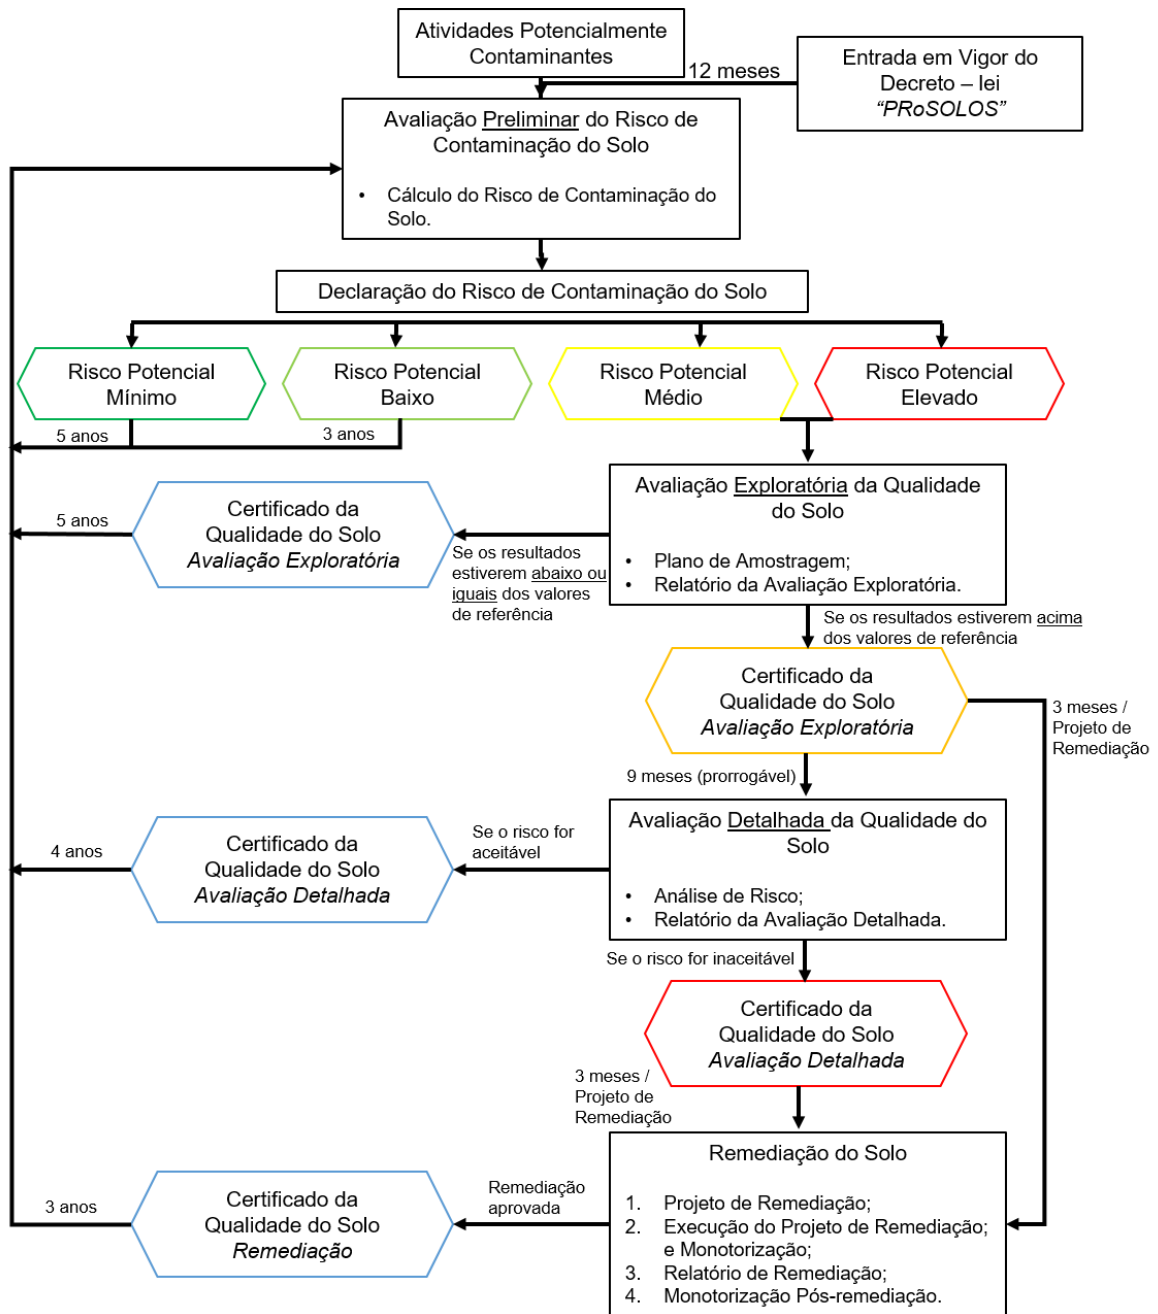 Atividades Potencialmente
Contaminantes
12 meses
Entrada em Vigor do
Decreto – lei
“PRoSOLOS”
Avaliação Preliminar do Risco de
Contaminação do Solo
• Cálculo do Risco de Contaminação do
Solo.
Declaração do Risco de Contaminação do Solo
Risco Potencial
Mínimo
Risco Potencial
Baixo
Risco Potencial
Médio
Risco Potencial
Elevado
5 anos
3 anos
Avaliação Exploratória da Qualidade
do Solo
• Plano de Amostragem;
• Relatório da Avaliação Exploratória.
Se os resultados
estiverem abaixo ou
iguais dos valores
de referência
Certificado da
Qualidade do Solo
Avaliação Exploratória
5 anos
Se os resultados estiverem acima
dos valores de referência
Certificado da
Qualidade do Solo
Avaliação Exploratória
3 meses /
Projeto de
Remediação
9 meses (prorrogável)
Avaliação Detalhada da Qualidade do
Solo
• Análise de Risco;
• Relatório da Avaliação Detalhada.
Se o risco for
aceitável
Certificado da
Qualidade do Solo
Avaliação Detalhada
4 anos
Se o risco for inaceitável
Certificado da
Qualidade do Solo
Avaliação Detalhada
3 meses /
Projeto de
Remediação
Remediação do Solo
1. Projeto de Remediação;
2. Execução do Projeto de Remediação;
e Monotorização;
3. Relatório de Remediação;
4. Monotorização Pós-remediação.
Remediação
aprovada
Certificado da
Qualidade do Solo
Remediação
3 anos